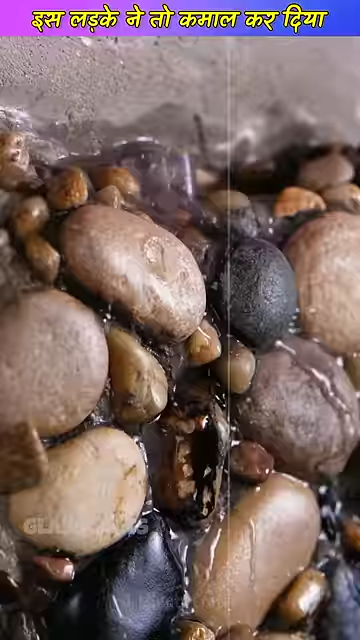 इस लड़के ने तो कमाल कर दिया